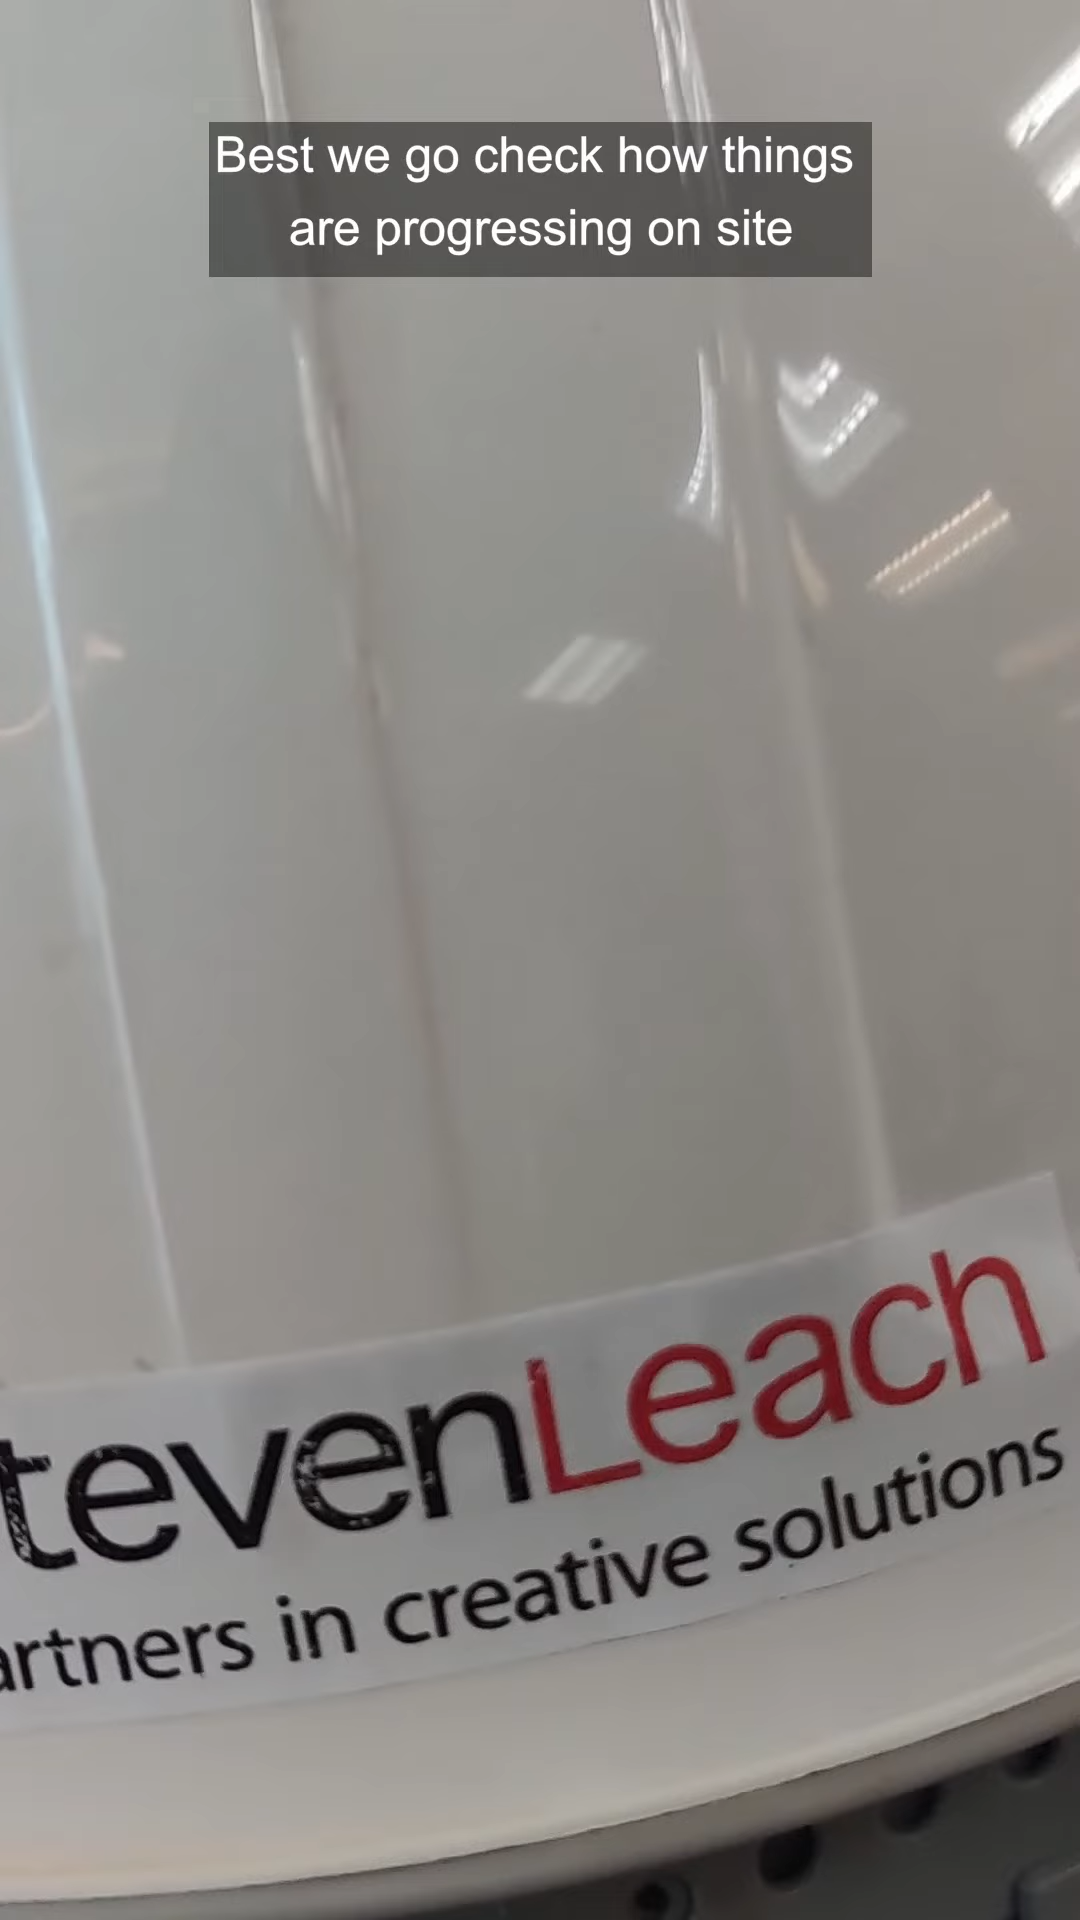 Best we go check how things
are progressing on site
tevenLeach
artners in creative solutions